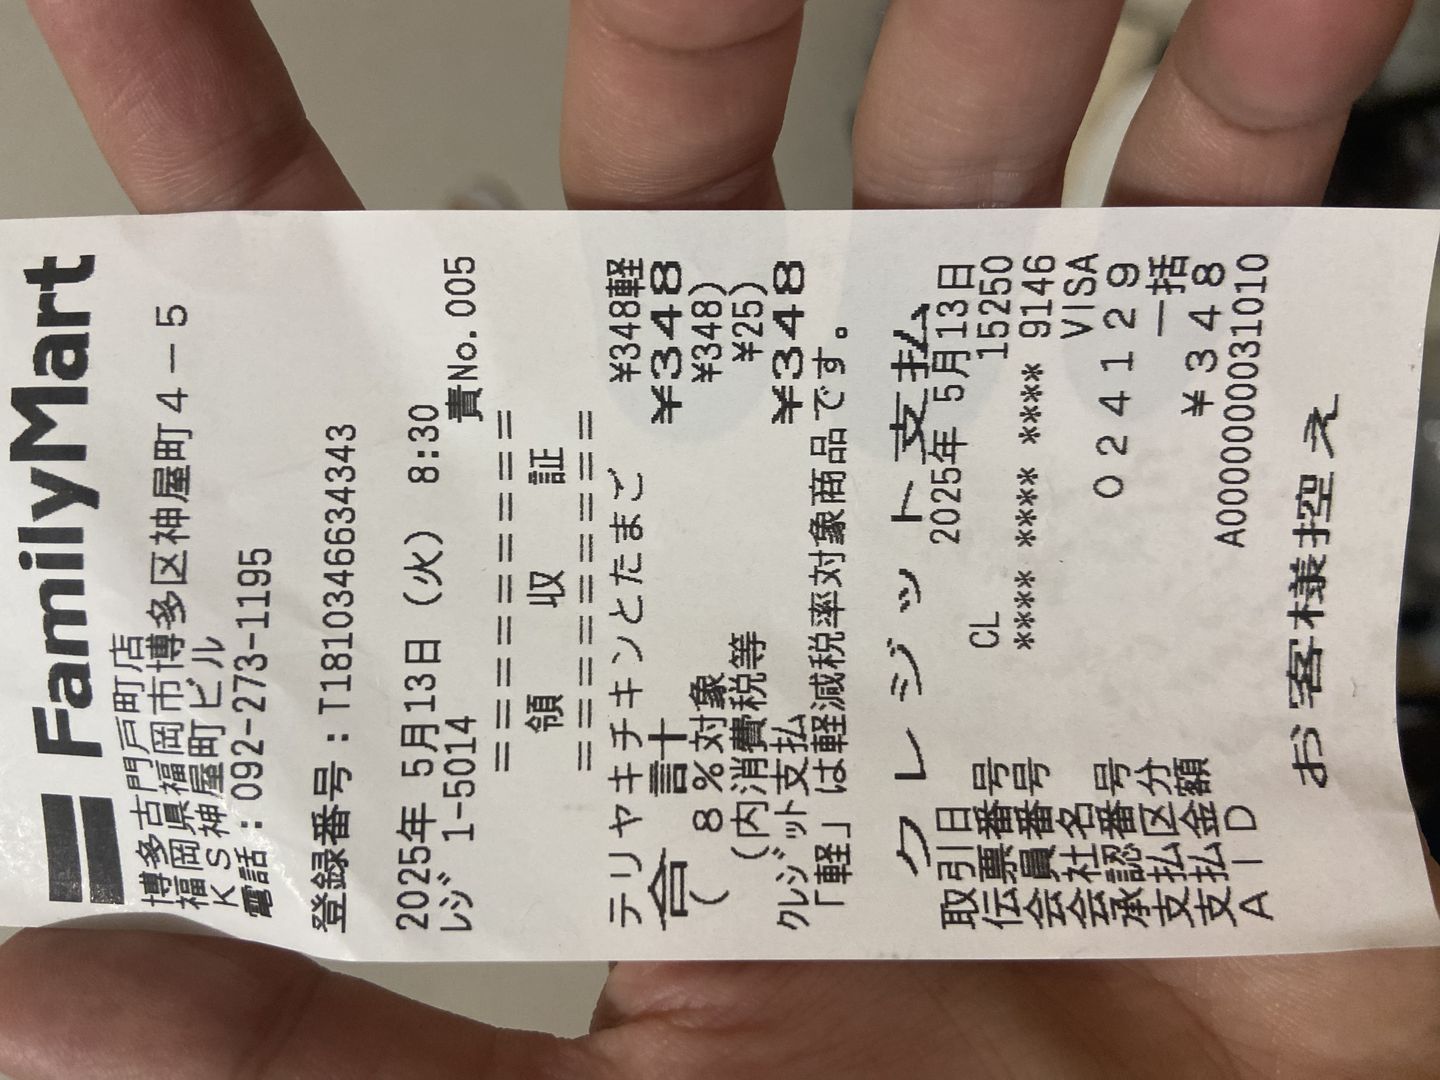 FamilyMart
博多古門戸町店
福岡県福岡市博多区神屋町4-5
KS神屋町ビル
電話:092-273-1195
登録番号:T1810346634343
2025年 5月13日(火) 8:30
レジ 1-5014 責No.005
===================
領 収 証
===================
テリヤキチキンとたまご ¥348軽
合 計 ¥348
( 8%対象 ¥348)
(内消費税等 ¥25)
クレジット支払 ¥348
「軽」は軽減税率対象商品です。
クレジット支払
取引日 2025年 5月13日
伝票番号 CL 15250
会員番号 **** **** **** 9146
会社名 VISA
承認番号 024129
支払区分 一括
支払金額 ¥348
AID A0000000031010
お客様控え